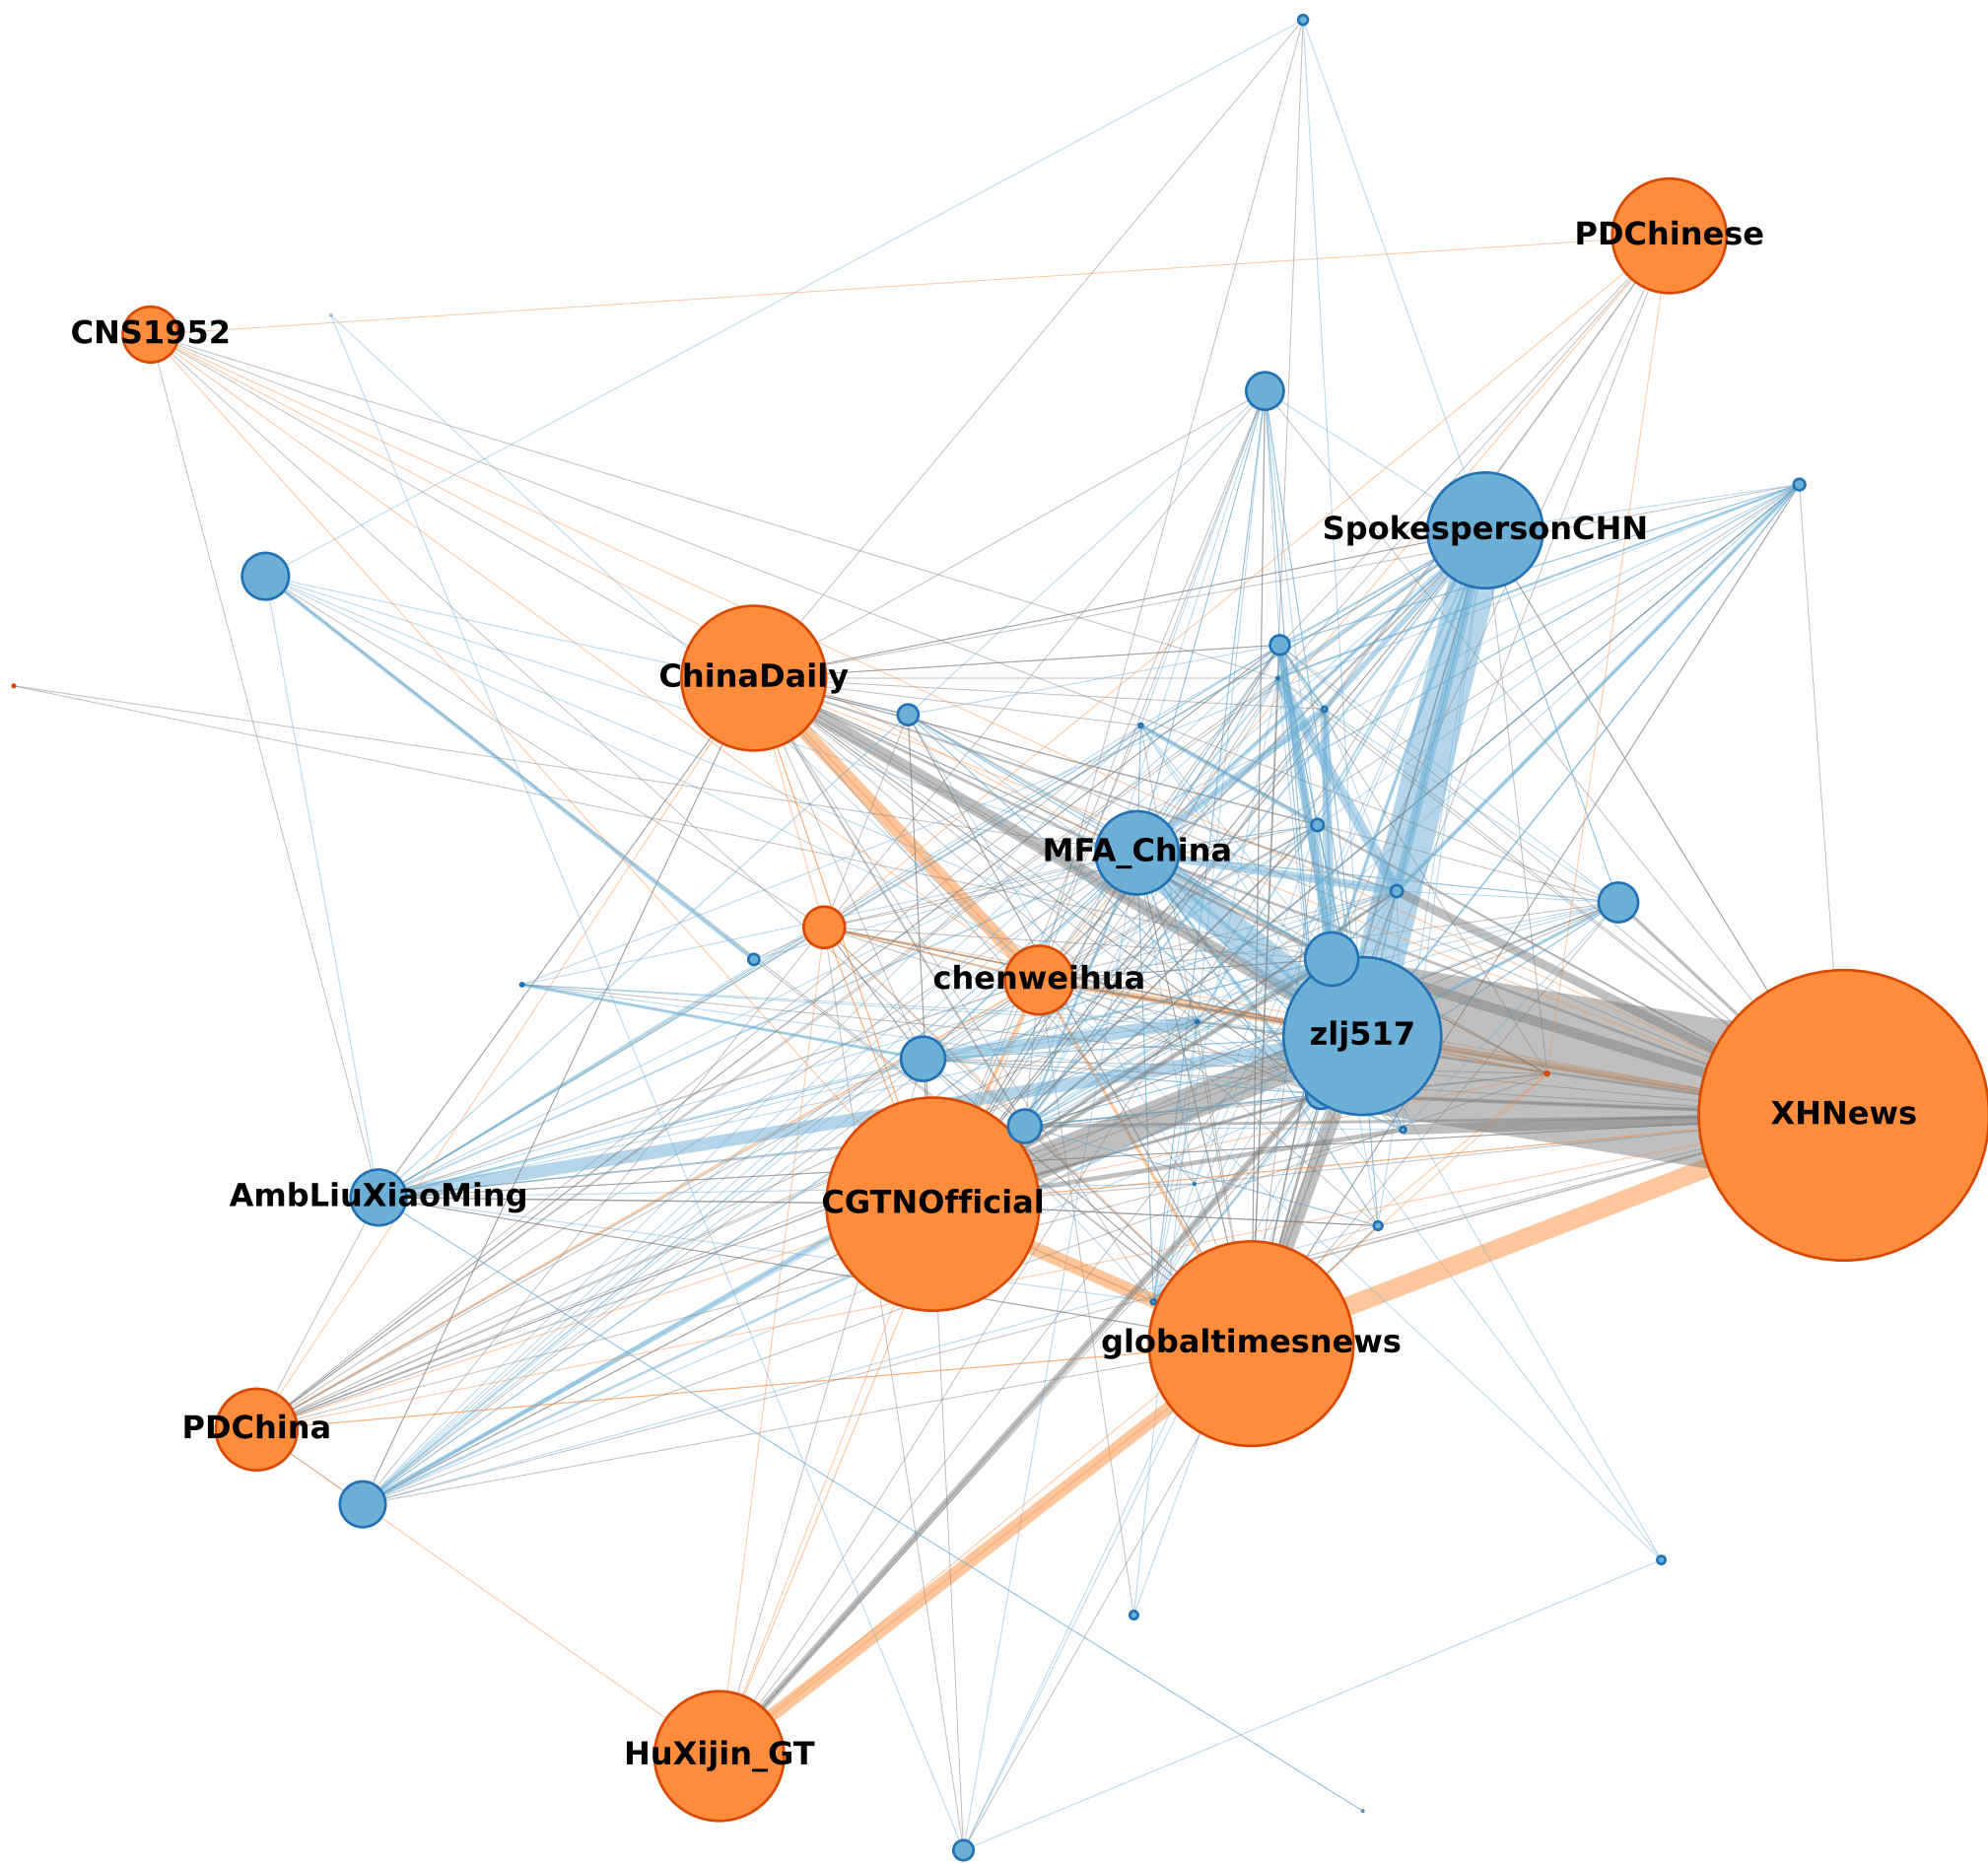 PDChinese
CNS1952
SpokespersonCHN
ChinaDaily
MFA_China
chenweihua
zlj517
XHNews
AmbLiuXiaoMing
CGTNOfficial
globaltimesnews
PDChina
HuXijin_GT